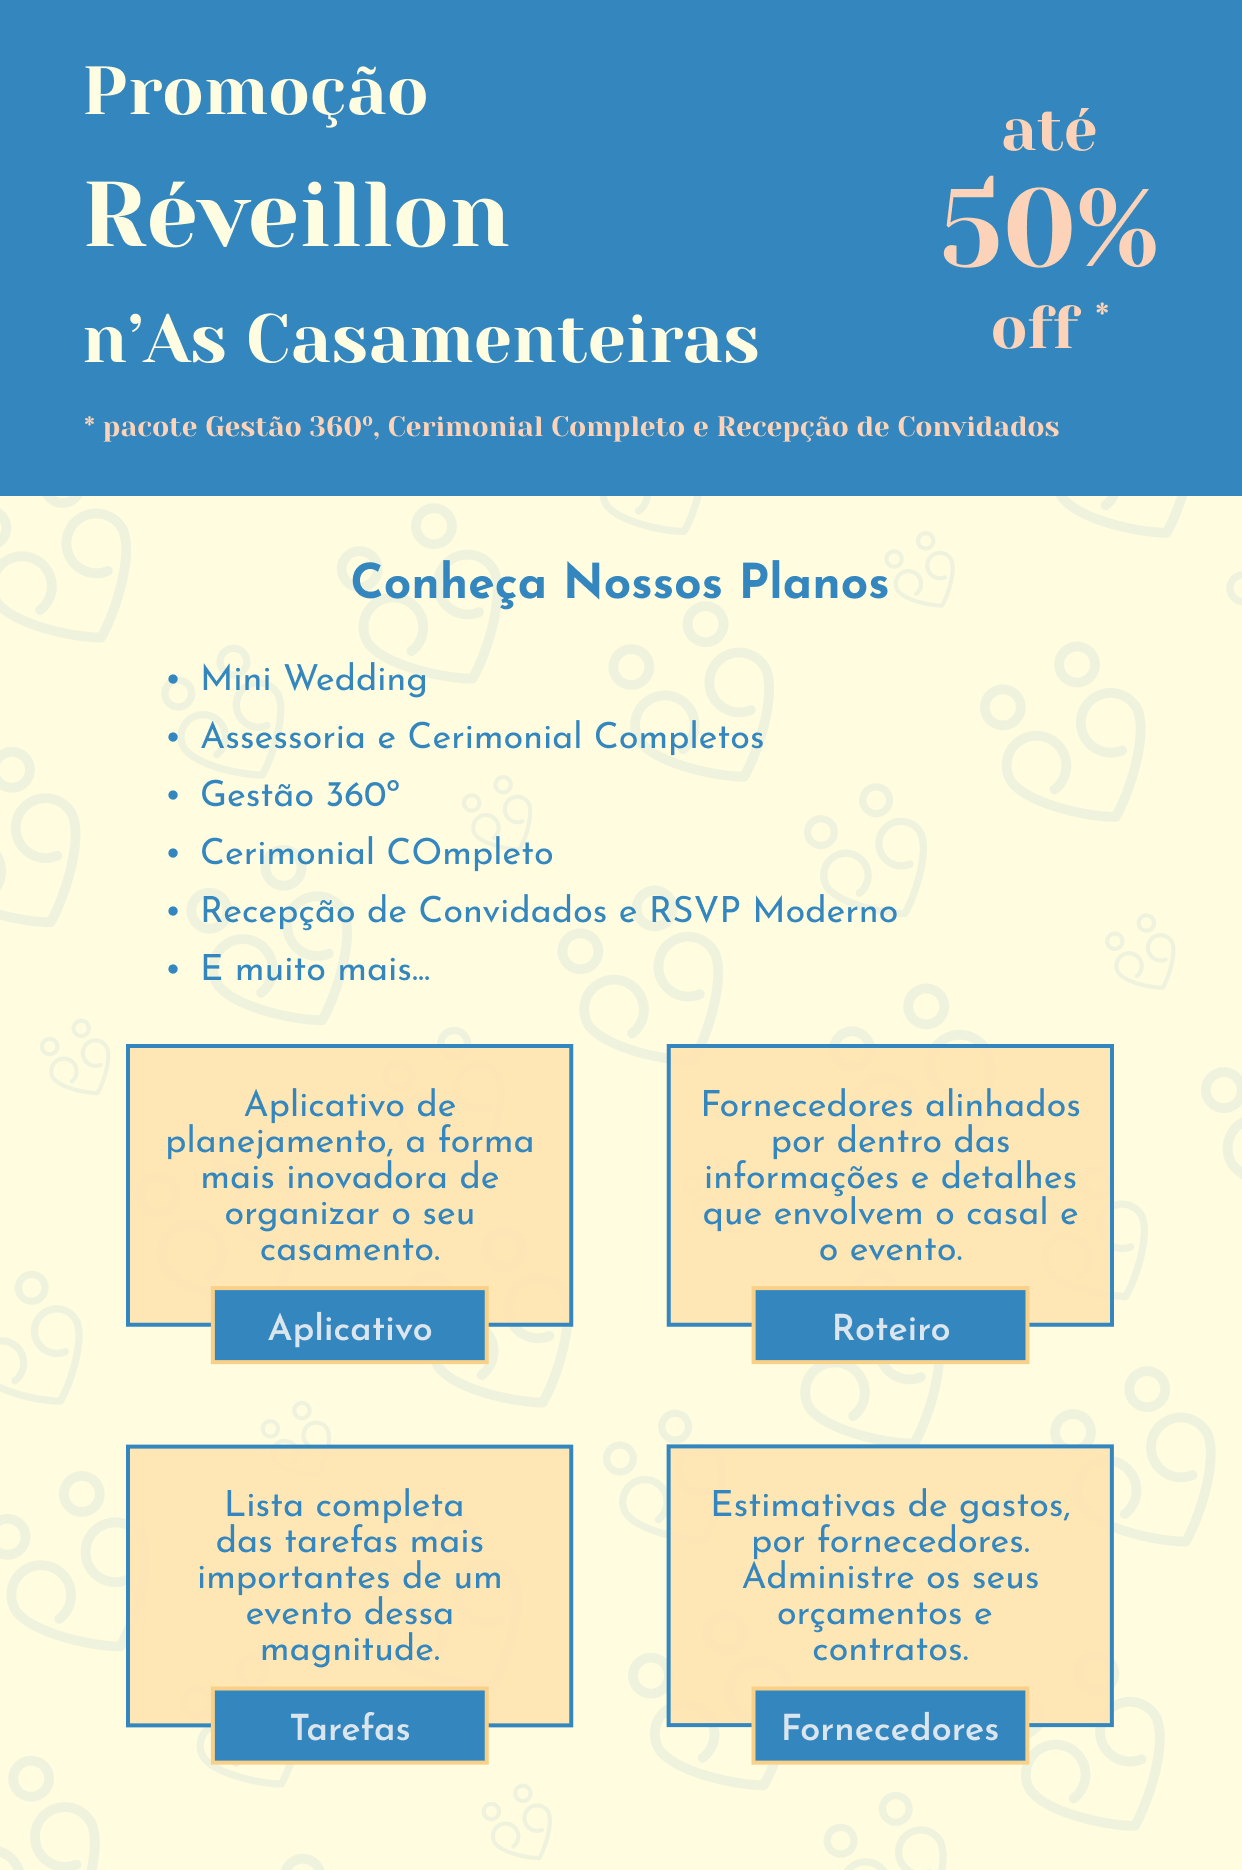 Promoção
Réveillon
n’As Casamenteiras
até
50%
off *
* pacote Gestão 360º, Cerimonial Completo e Recepção de Convidados
Conheça Nossos Planos
• Mini Wedding
• Assessoria e Cerimonial Completos
• Gestão 360º
• Cerimonial COmpleto
• Recepção de Convidados e RSVP Moderno
• E muito mais...
Aplicativo de
planejamento, a forma
mais inovadora de
organizar o seu
casamento.
Aplicativo
Fornecedores alinhados
por dentro das
informações e detalhes
que envolvem o casal e
o evento.
Roteiro
Lista completa
das tarefas mais
importantes de um
evento dessa
magnitude.
Tarefas
Estimativas de gastos,
por fornecedores.
Administre os seus
orçamentos e
contratos.
Fornecedores